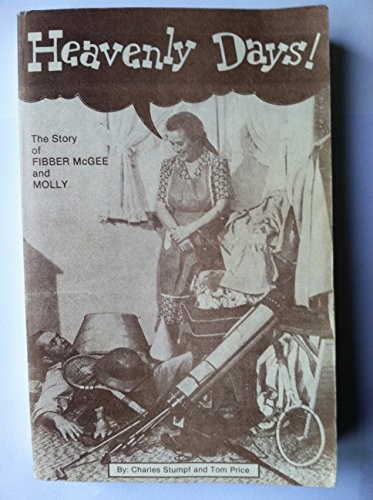 Heavenly Days!
The Story
of
FIBBER McGEE
and
MOLLY
By: Charles Stumpf and Tom Price